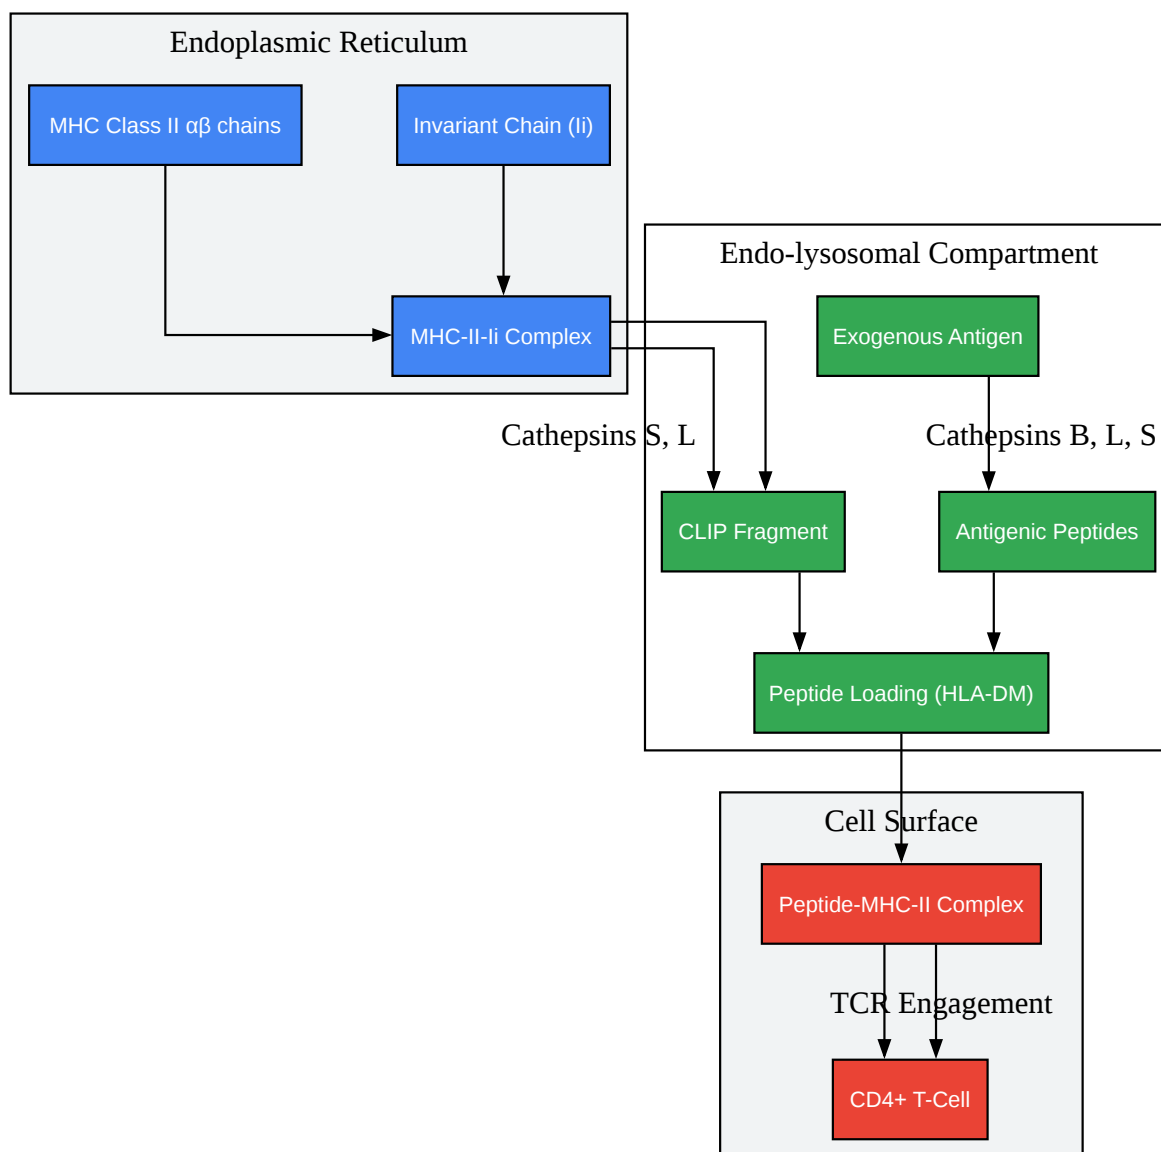 Endoplasmic Reticulum
MHC Class II αβ chains
Invariant Chain (Ii)
MHC-II-Ii Complex
Endo-lysosomal Compartment
Exogenous Antigen
Cathepsins S, L
Cathepsins B, L, S
CLIP Fragment
Antigenic Peptides
Peptide Loading (HLA-DM)
Cell Surface
Peptide-MHC-II Complex
TCR Engagement
CD4+ T-Cell